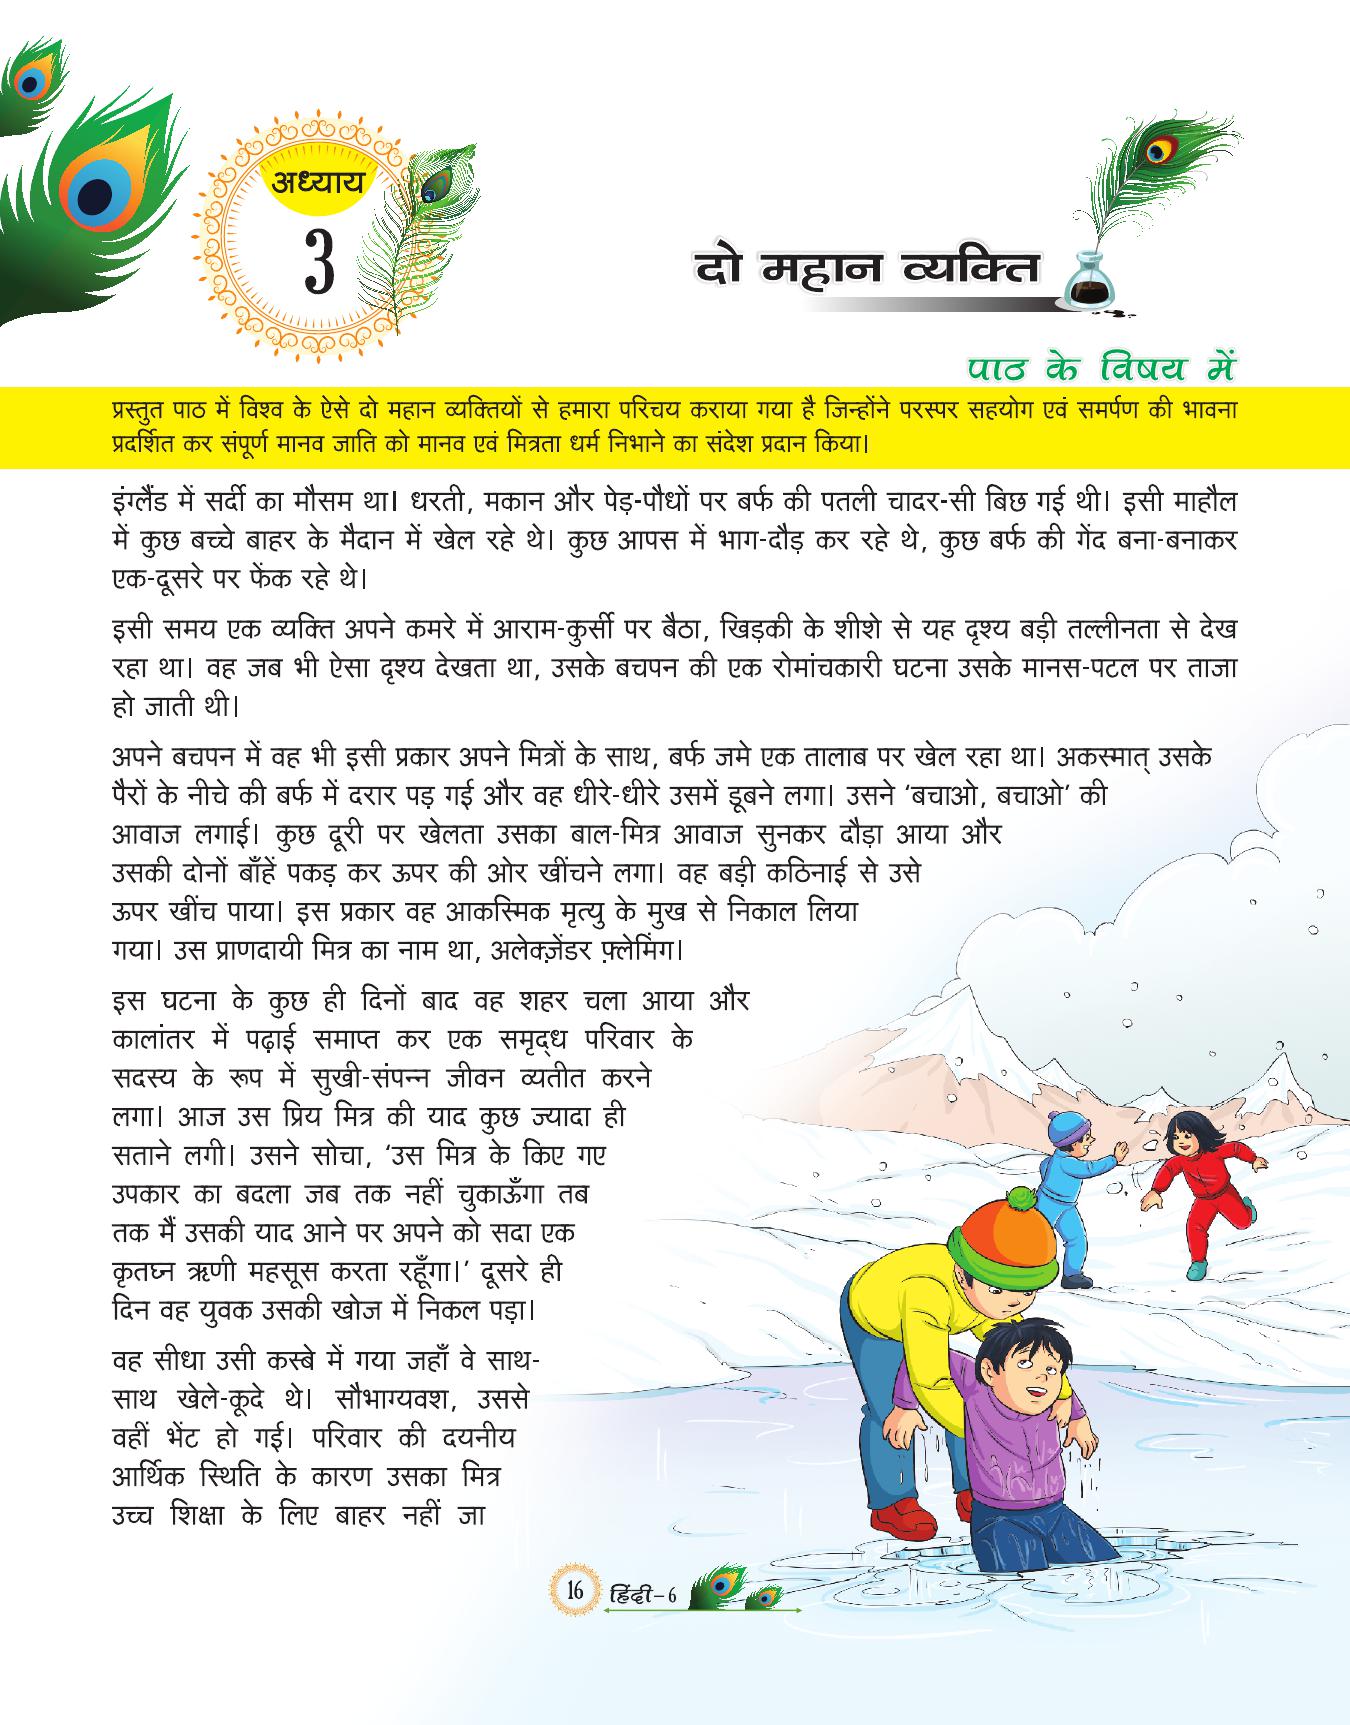 अध्याय
3
दो महान व्यक्ति
पाठ के विषय में
प्रस्तुत पाठ में विश्व के ऐसे दो महान व्यक्तियों से हमारा परिचय कराया गया है जिन्होंने परस्पर सहयोग एवं समर्पण की भावना
प्रदर्शित कर संपूर्ण मानव जाति को मानव एवं मित्रता धर्म निभाने का संदेश प्रदान किया।
इंग्लैंड में सर्दी का मौसम था। धरती, मकान और पेड़-पौधों पर बर्फ की पतली चादर-सी बिछ गई थी। इसी माहौल
में कुछ बच्चे बाहर के मैदान में खेल रहे थे। कुछ आपस में भाग-दौड़ कर रहे थे, कुछ बर्फ की गेंद बना-बनाकर
एक-दूसरे पर फेंक रहे थे।
इसी समय एक व्यक्ति अपने कमरे में आराम-कुर्सी पर बैठा, खिड़की के शीशे से यह दृश्य बड़ी तल्लीनता से देख
रहा था। वह जब भी ऐसा दृश्य देखता था, उसके बचपन की एक रोमांचकारी घटना उसके मानस-पटल पर ताजा
हो जाती थी।
अपने बचपन में वह भी इसी प्रकार अपने मित्रों के साथ, बर्फ जमे एक तालाब पर खेल रहा था। अकस्मात् उसके
पैरों के नीचे की बर्फ में दरार पड़ गई और वह धीरे-धीरे उसमें डूबने लगा। उसने ‘बचाओ, बचाओ’ की
आवाज लगाई। कुछ दूरी पर खेलता उसका बाल-मित्र आवाज सुनकर दौड़ा आया और
उसकी दोनों बाँहें पकड़ कर ऊपर की ओर खींचने लगा। वह बड़ी कठिनाई से उसे
ऊपर खींच पाया। इस प्रकार वह आकस्मिक मृत्यु के मुख से निकाल लिया
गया। उस प्राणदायी मित्र का नाम था, अलेक्ज़ेंडर फ़्लेमिंग।
इस घटना के कुछ ही दिनों बाद वह शहर चला आया और
कालांतर में पढ़ाई समाप्त कर एक समृद्ध परिवार के
सदस्य के रूप में सुखी-संपन्न जीवन व्यतीत करने
लगा। आज उस प्रिय मित्र की याद कुछ ज्यादा ही
सताने लगी। उसने सोचा, ‘उस मित्र के किए गए
उपकार का बदला जब तक नहीं चुकाऊँगा तब
तक मैं उसकी याद आने पर अपने को सदा एक
कृतघ्न ऋणी महसूस करता रहूँगा।’ दूसरे ही
दिन वह युवक उसकी खोज में निकल पड़ा।
वह सीधा उसी कस्बे में गया जहाँ वे साथ-
साथ खेले-कूदे थे। सौभाग्यवश, उससे
वहीं भेंट हो गई। परिवार की दयनीय
आर्थिक स्थिति के कारण उसका मित्र
उच्च शिक्षा के लिए बाहर नहीं जा
16 हिंदी–6